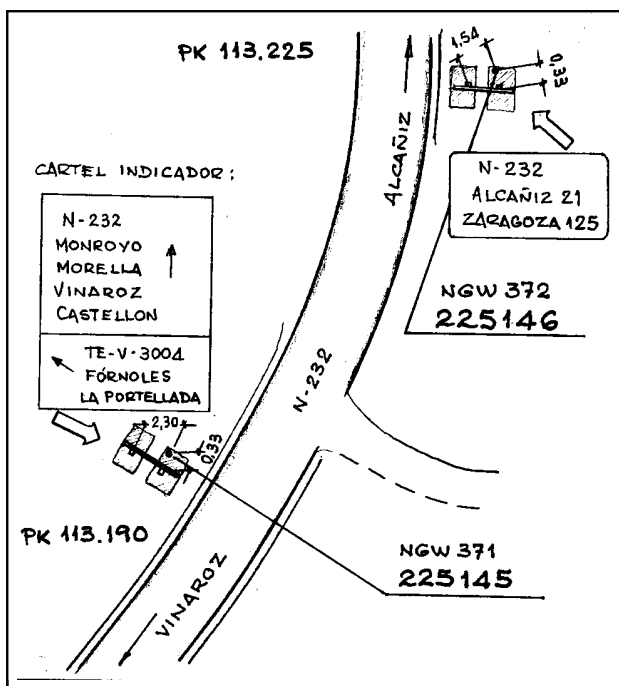 PK 113.225
1,54
0,33
ALCAÑIZ
CARTEL INDICADOR:
N-232
ALCAÑIZ 21
ZARAGOZA 125
N-232
MONROYO
MORELLA
VINAROZ
CASTELLON
TE-V-3004
FÓRNOLES
LA PORTELLADA
NGW 372
225146
N-232
2,30
0,33
PK 113.190
NGW 371
225145
VINAROZ